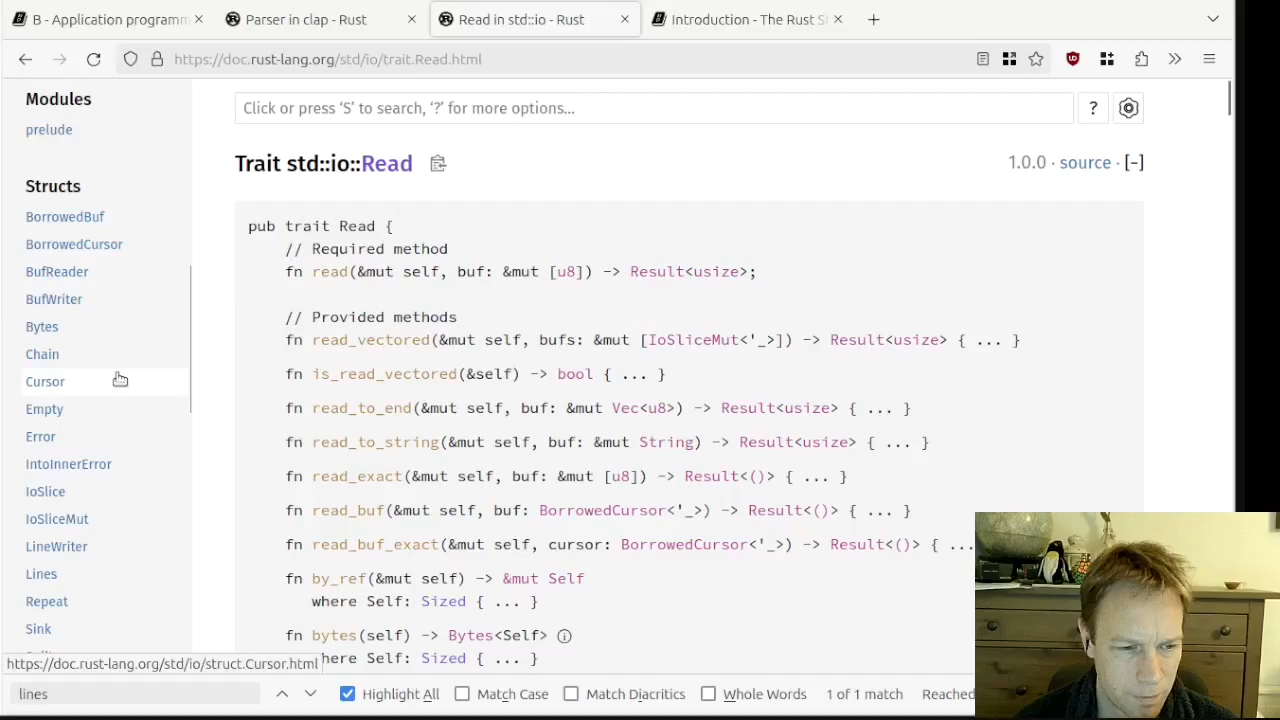 B - Application programm
Parser in clap - Rust
Read in std::io - Rust
Introduction - The Rust S
https://doc.rust-lang.org/std/io/trait.Read.html
Modules
prelude
Structs
BorrowedBuf
BorrowedCursor
BufReader
BufWriter
Bytes
Chain
Cursor
Empty
Error
IntoInnerError
IoSlice
IoSliceMut
LineWriter
Lines
Repeat
Sink
Click or press ‘S’ to search, ‘?’ for more options…
?
Trait std::io::Read
1.0.0 · source · [-]
pub trait Read {
// Required method
fn read(&mut self, buf: &mut [u8]) -> Result<usize>;
// Provided methods
fn read_vectored(&mut self, bufs: &mut [IoSliceMut<'_>]) -> Result<usize> { ... }
fn is_read_vectored(&self) -> bool { ... }
fn read_to_end(&mut self, buf: &mut Vec<u8>) -> Result<usize> { ... }
fn read_to_string(&mut self, buf: &mut String) -> Result<usize> { ... }
fn read_exact(&mut self, buf: &mut [u8]) -> Result<()> { ... }
fn read_buf(&mut self, buf: BorrowedCursor<'_>) -> Result<()> { ... }
fn read_buf_exact(&mut self, cursor: BorrowedCursor<'_>) -> Result<()> { ...
fn by_ref(&mut self) -> &mut Self
where Self: Sized { ... }
fn bytes(self) -> Bytes<Self> ⓘ
here Self: Sized { ... }
https://doc.rust-lang.org/std/io/struct.Cursor.html
lines
Highlight All
Match Case
Match Diacritics
Whole Words
1 of 1 match
Reached